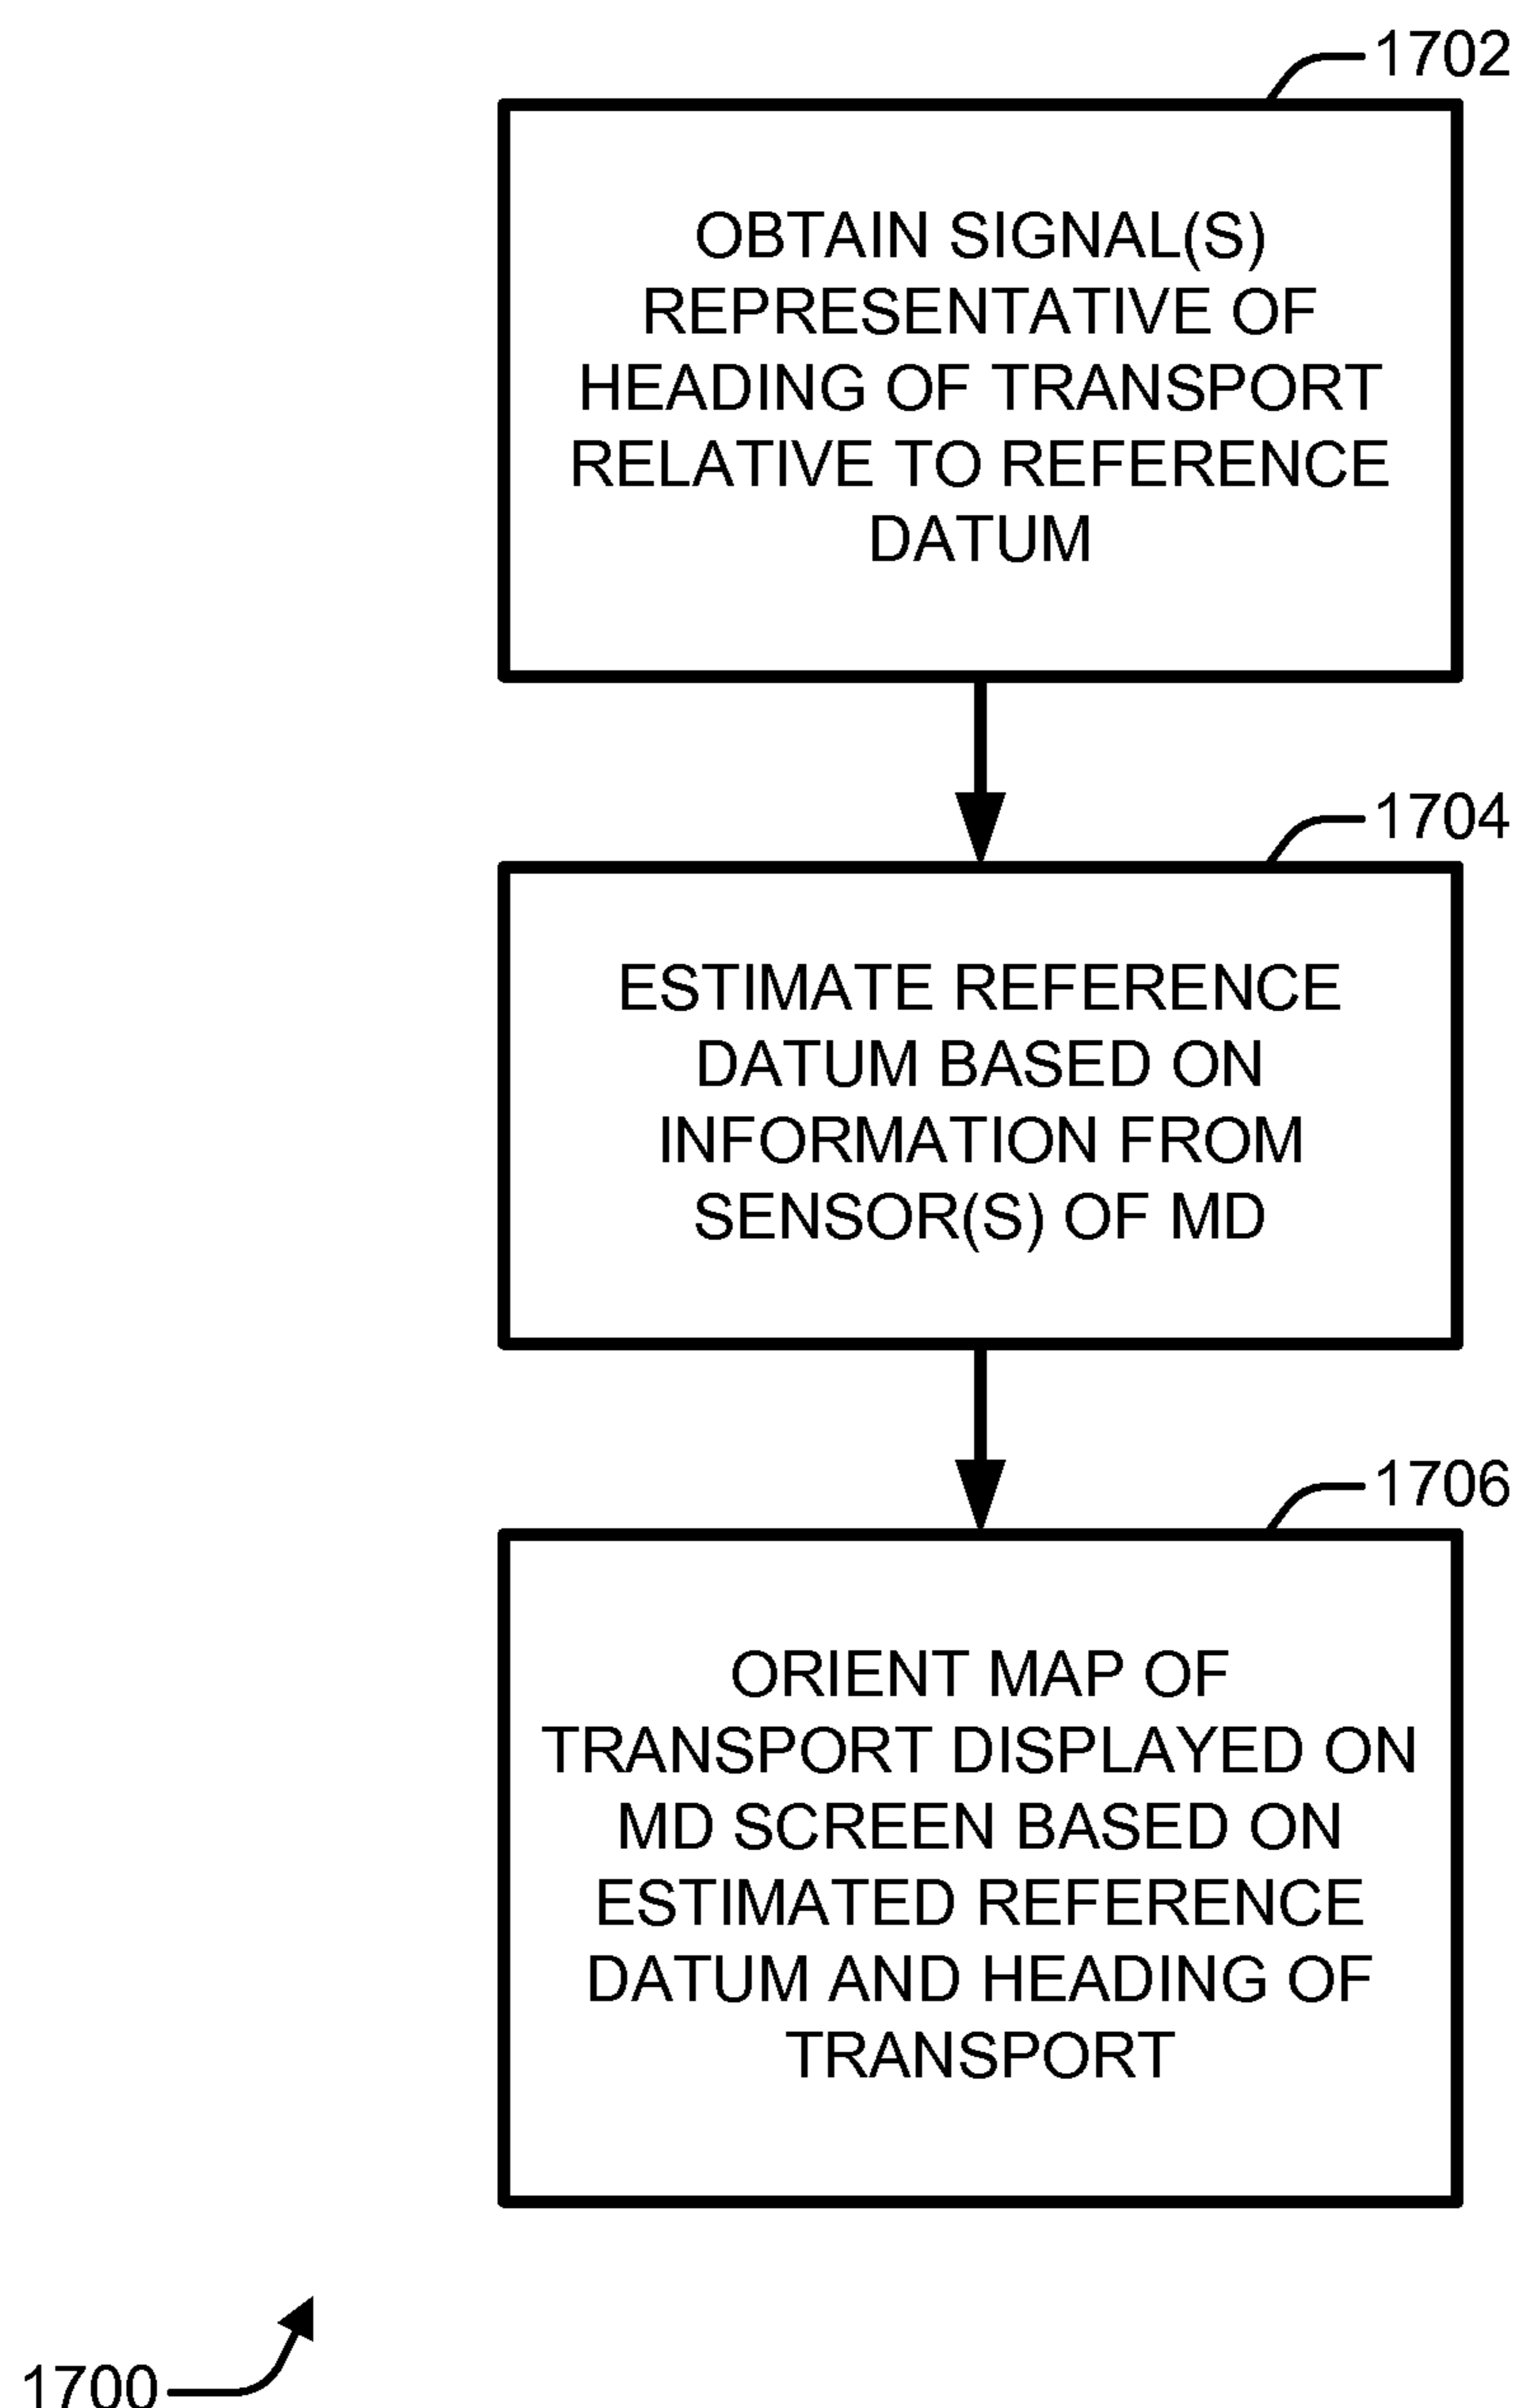 1702
OBTAIN SIGNAL(S)
REPRESENTATIVE OF
HEADING OF TRANSPORT
RELATIVE TO REFERENCE
DATUM
1704
ESTIMATE REFERENCE
DATUM BASED ON
INFORMATION FROM
SENSOR(S) OF MD
1706
ORIENT MAP OF
TRANSPORT DISPLAYED ON
MD SCREEN BASED ON
ESTIMATED REFERENCE
DATUM AND HEADING OF
TRANSPORT
1700